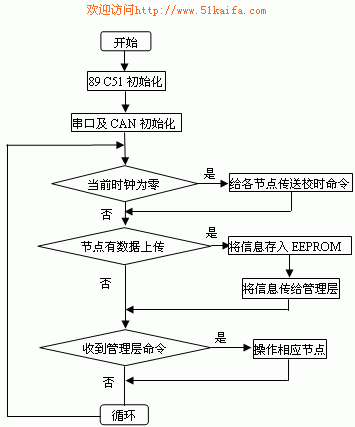 欢迎访问http://www.51kaifa.com
开始
89 C51 初始化
串口及 CAN 初始化
当前时钟为零
是
给各节点传送校时命令
否
节点有数据上传
是
将信息存入 EEPROM
否
将信息传给管理层
收到管理层命令
是
操作相应节点
否
循环